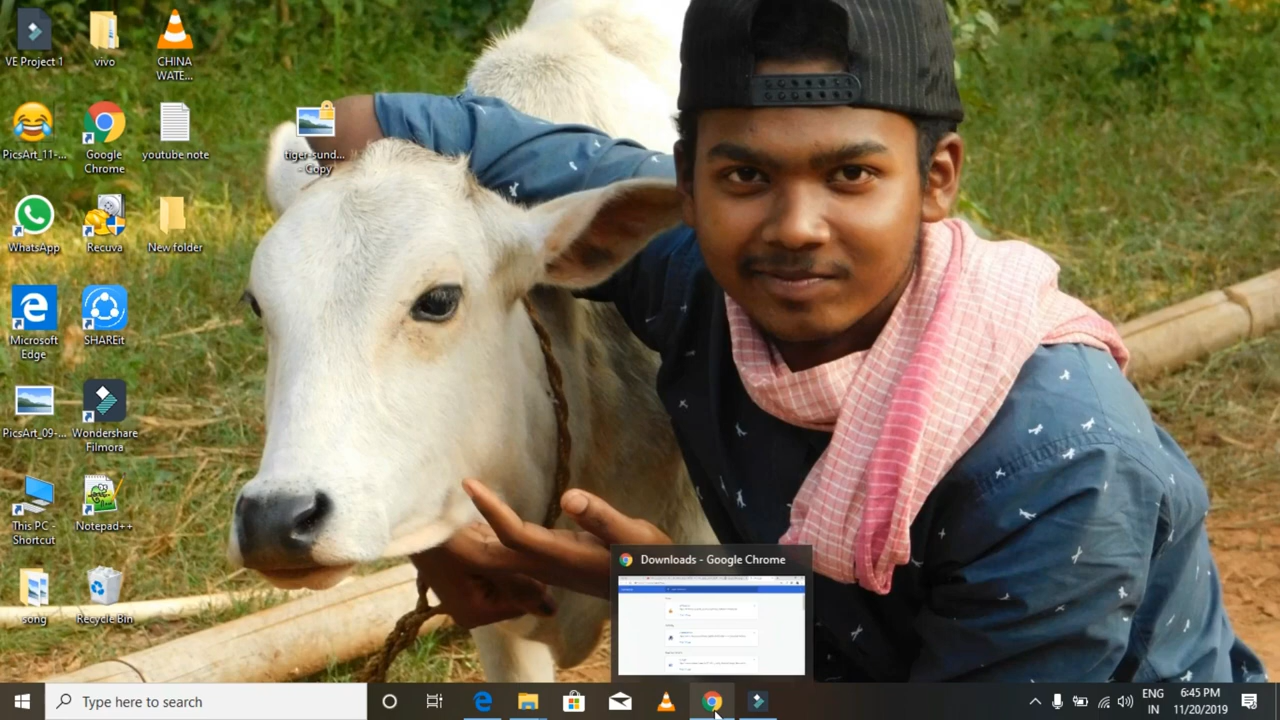 VE Project 1
vivo
CHINA
WATE...
PicsArt_11-...
Google
Chrome
youtube note
tiger-sund...
- Copy
WhatsApp
Recuva
New folder
Microsoft
Edge
SHAREit
PicsArt_09-...
Wondershare
Filmora
This PC -
Shortcut
Notepad++
song
Recycle Bin
Downloads - Google Chrome
Type here to search
ENG
IN
6:45 PM
11/20/2019